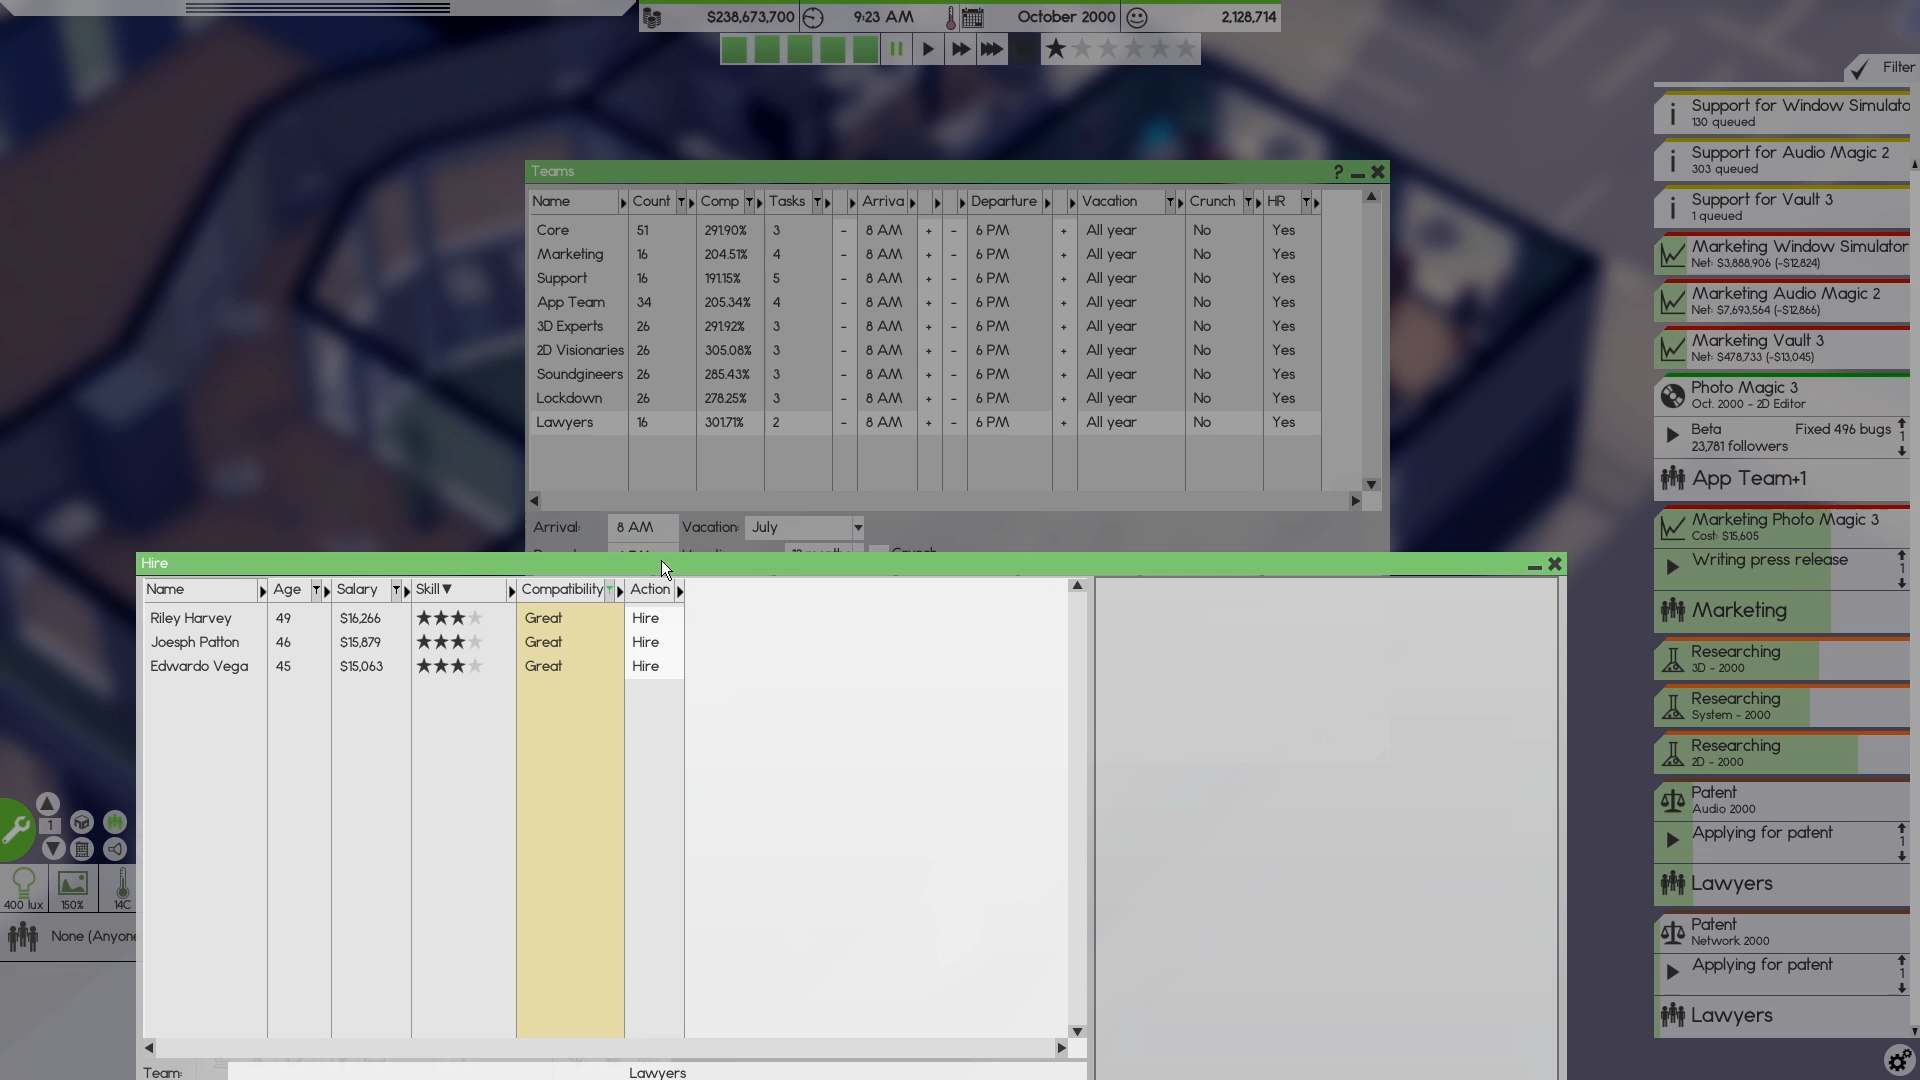 $238,673,700 9:23 AM October 2000 2,128,714
Filter
Support for Window Simulato
130 queued
Support for Audio Magic 2
303 queued
Support for Vault 3
1 queued
Marketing Window Simulator
Net: $3,888,906 (-$12,824)
Marketing Audio Magic 2
Net: $7,693,564 (-$12,866)
Marketing Vault 3
Net: $478,733 (-$13,045)
Photo Magic 3
Oct. 2000 - 2D Editor
Beta Fixed 496 bugs
23,781 followers
1
App Team+1
Marketing Photo Magic 3
Cost: $15,605
Writing press release
1
Marketing
Researching
3D - 2000
Researching
System - 2000
Researching
2D - 2000
Patent
Audio 2000
Applying for patent
1
Lawyers
Patent
Network 2000
Applying for patent
1
Lawyers
Teams ?
Name Count Comp Tasks Arriva Departure Vacation Crunch HR
Core 51 291.90% 3 - 8 AM + - 6 PM + All year No Yes
Marketing 16 204.51% 4 - 8 AM + - 6 PM + All year No Yes
Support 16 191.15% 5 - 8 AM + - 6 PM + All year No Yes
App Team 34 205.34% 4 - 8 AM + - 6 PM + All year No Yes
3D Experts 26 291.92% 3 - 8 AM + - 6 PM + All year No Yes
2D Visionaries 26 305.08% 3 - 8 AM + - 6 PM + All year No Yes
Soundgineers 26 285.43% 3 - 8 AM + - 6 PM + All year No Yes
Lockdown 26 278.25% 3 - 8 AM + - 6 PM + All year No Yes
Lawyers 16 301.71% 2 - 8 AM + - 6 PM + All year No Yes
Arrival: 8 AM Vacation: July
Hire
Name Age Salary Skill▼ Compatibility Action
Riley Harvey 49 $16,266 ★★★★ Great Hire
Joesph Patton 46 $15,879 ★★★★ Great Hire
Edwardo Vega 45 $15,063 ★★★★ Great Hire
Team: Lawyers
1
400 lux 150% 14C
None (Anyone